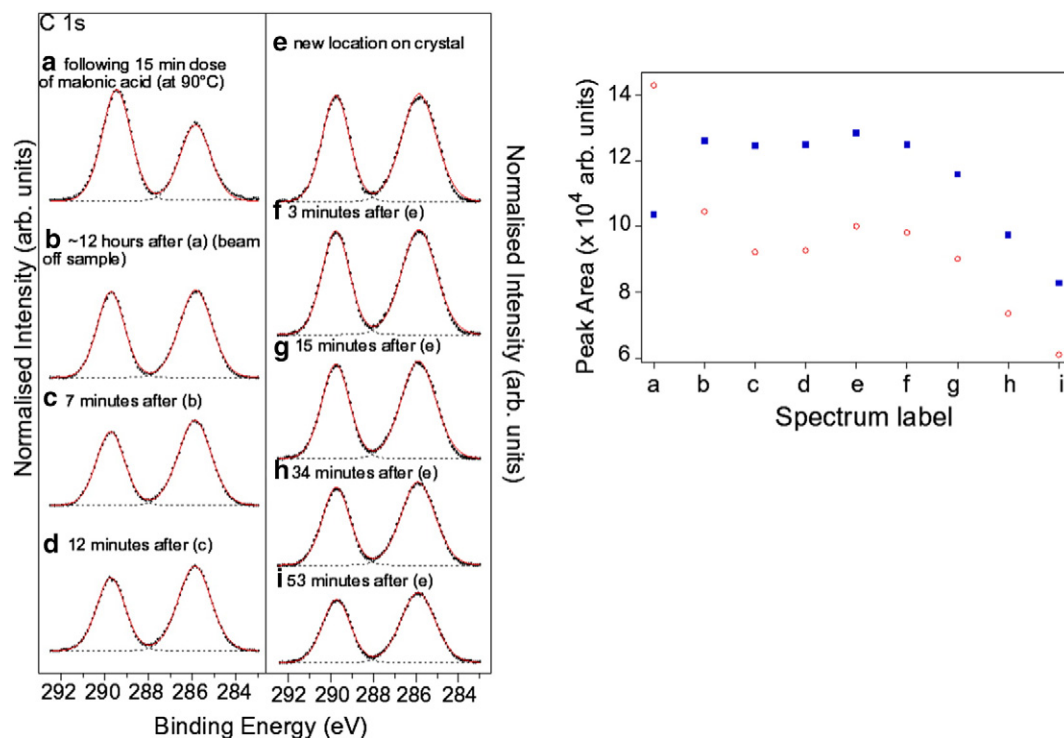 C 1s
a following 15 min dose
of malonic acid (at 90°C)
b ~12 hours after (a) (beam
off sample)
c 7 minutes after (b)
d 12 minutes after (c)
e new location on crystal
f 3 minutes after (e)
g 15 minutes after (e)
h 34 minutes after (e)
i 53 minutes after (e)
Normalised Intensity (arb. units)
Normalised Intensity (arb. units)
292 290 288 286 284
292 290 288 286 284
Binding Energy (eV)
Peak Area (x 10⁴ arb. units)
14
12
10
8
6
a b c d e f g h i
Spectrum label